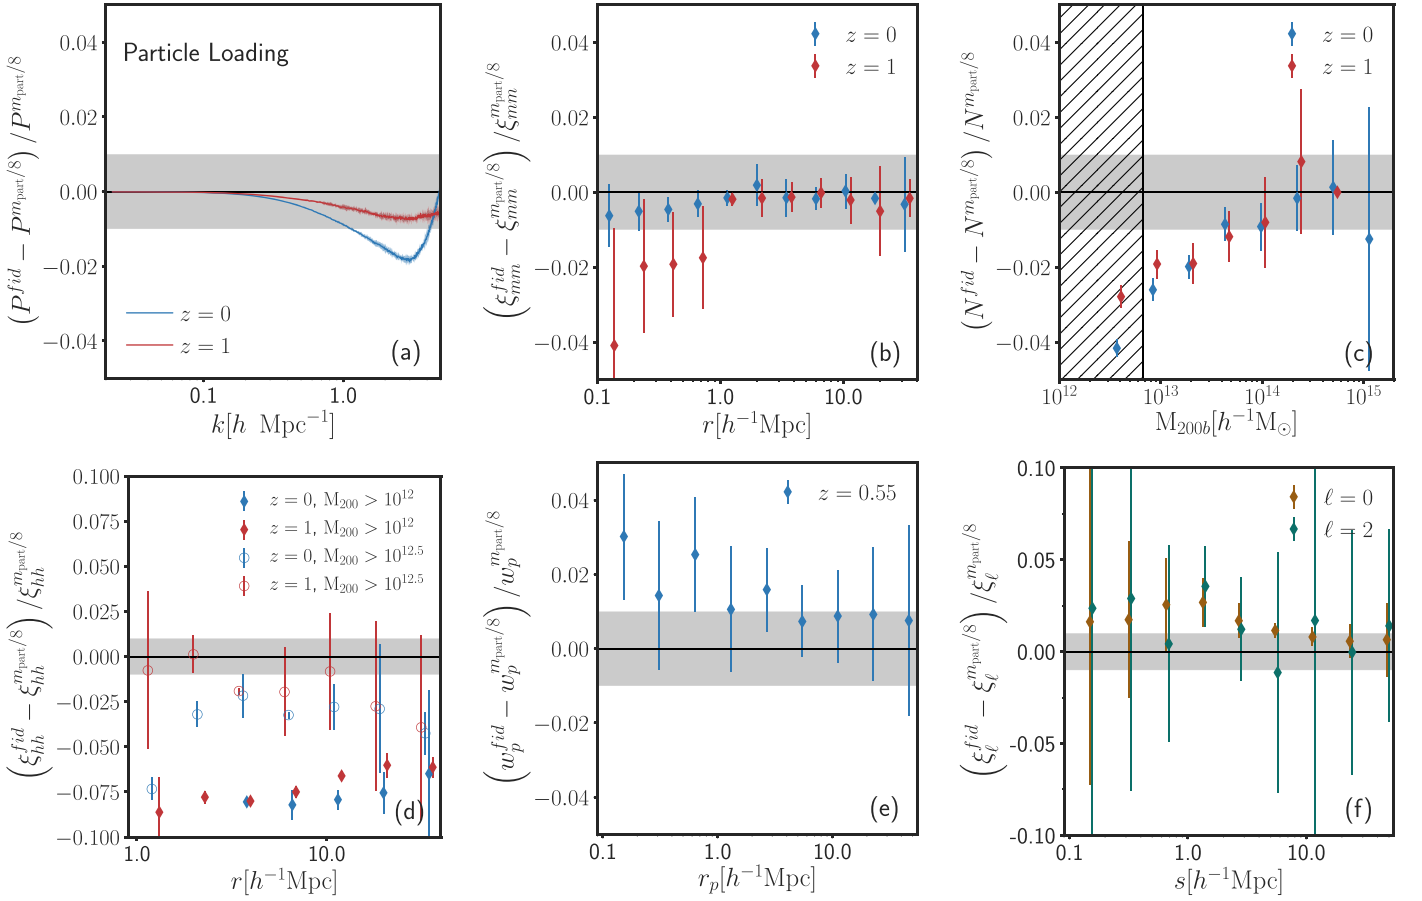 Particle Loading
0.04
0.02
0.00
−0.02
−0.04
(P^{fid} − P^{m_{part}/8}) /P^{m_{part}/8}
z = 0
z = 1
(a)
0.1 1.0
k[h Mpc^{−1}]
0.04
0.02
0.00
−0.02
−0.04
(ξ_{mm}^{fid} − ξ_{mm}^{m_{part}/8}) /ξ_{mm}^{m_{part}/8}
z = 0
z = 1
(b)
0.1 1.0 10.0
r[h^{−1}Mpc]
0.04
0.02
0.00
−0.02
−0.04
(N^{fid} − N^{m_{part}/8}) /N^{m_{part}/8}
z = 0
z = 1
(c)
10^{12} 10^{13} 10^{14} 10^{15}
M_{200b}[h^{−1}M_⊙]
0.100
0.075
0.050
0.025
0.000
−0.025
−0.050
−0.075
−0.100
(ξ_{hh}^{fid} − ξ_{hh}^{m_{part}/8}) /ξ_{hh}^{m_{part}/8}
z = 0, M_{200} > 10^{12}
z = 1, M_{200} > 10^{12}
z = 0, M_{200} > 10^{12.5}
z = 1, M_{200} > 10^{12.5}
(d)
1.0 10.0
r[h^{−1}Mpc]
0.04
0.02
0.00
−0.02
−0.04
(w_p^{fid} − w_p^{m_{part}/8}) /w_p^{m_{part}/8}
z = 0.55
(e)
0.1 1.0 10.0
r_p[h^{−1}Mpc]
0.10
0.05
0.00
-0.05
-0.10
(ξ_ℓ^{fid} − ξ_ℓ^{m_{part}/8}) /ξ_ℓ^{m_{part}/8}
ℓ = 0
ℓ = 2
(f)
0.1 1.0 10.0
s[h^{−1}Mpc]